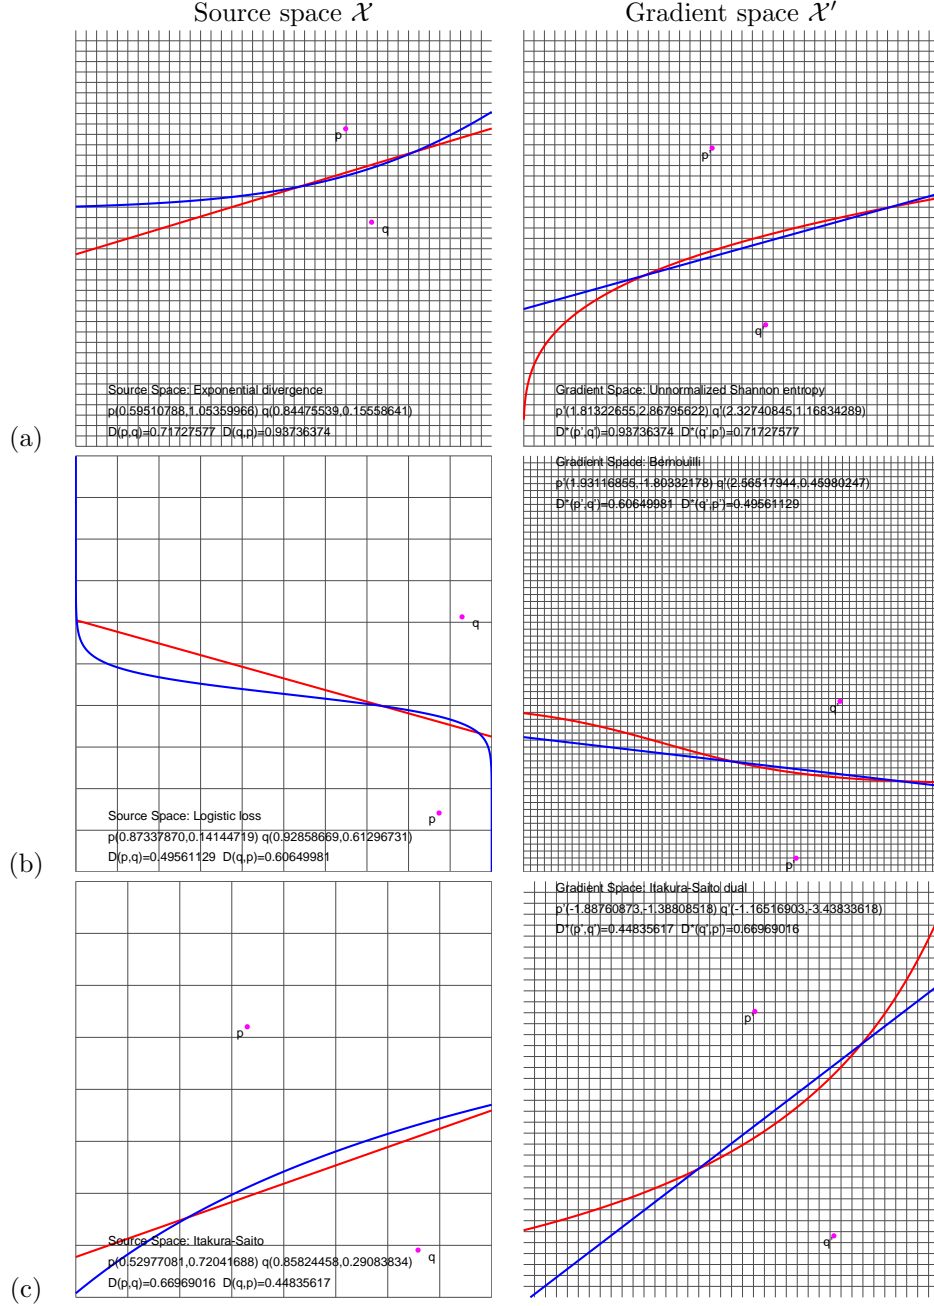 Source space 𝒳
Gradient space 𝒳′
p
q
Source Space: Exponential divergence
p(0.59510788,1.05359966) q(0.84475539,0.15558641)
D(p,q)=0.71727577 D(q,p)=0.93736374
p'
q'
Gradient Space: Unnormalized Shannon entropy
p'(1.81322655,2.86795622) q'(2.32740845,1.16834289)
D*(p',q')=0.93736374 D*(q',p')=0.71727577
(a)
q
p
Source Space: Logistic loss
p(0.87337870,0.14144719) q(0.92858669,0.61296731)
D(p,q)=0.49561129 D(q,p)=0.60649981
Gradient Space: Bernouilli
p'(1.93116855,-1.80332178) q'(2.56517944,0.45980247)
D*(p',q')=0.60649981 D*(q',p')=0.49561129
q'
p'
(b)
p
Source Space: Itakura-Saito
p(0.52977081,0.72041688) q(0.85824458,0.29083834)
D(p,q)=0.66969016 D(q,p)=0.44835617
q
Gradient Space: Itakura-Saito dual
p'(-1.88760873,-1.38808518) q'(-1.16516903,-3.43833618)
D*(p',q')=0.44835617 D*(q',p')=0.66969016
p'
q'
(c)